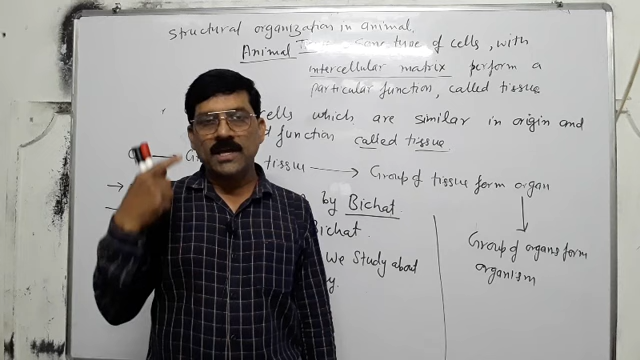 Structural organization in animal.
Animal Same type of cells, with
intercellular matrix perform a
particular function, called tissue
cells which are similar in origin and
function called tissue
tissue → Group of tissue form organ
→ by Bichat.
Bichat.
Group of organs form
organism
We Study about